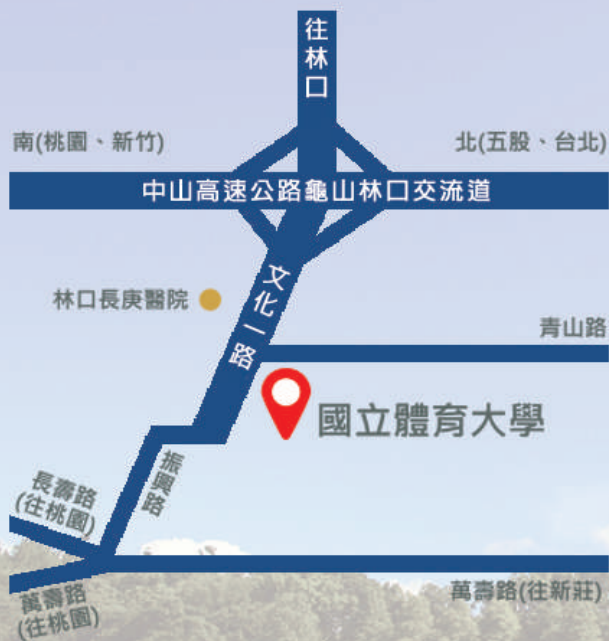 往林口
南(桃園、新竹)
北(五股、台北)
中山高速公路龜山林口交流道
文化一路
林口長庚醫院
青山路
國立體育大學
振興路
長壽路
(往桃園)
萬壽路
(往桃園)
萬壽路(往新莊)